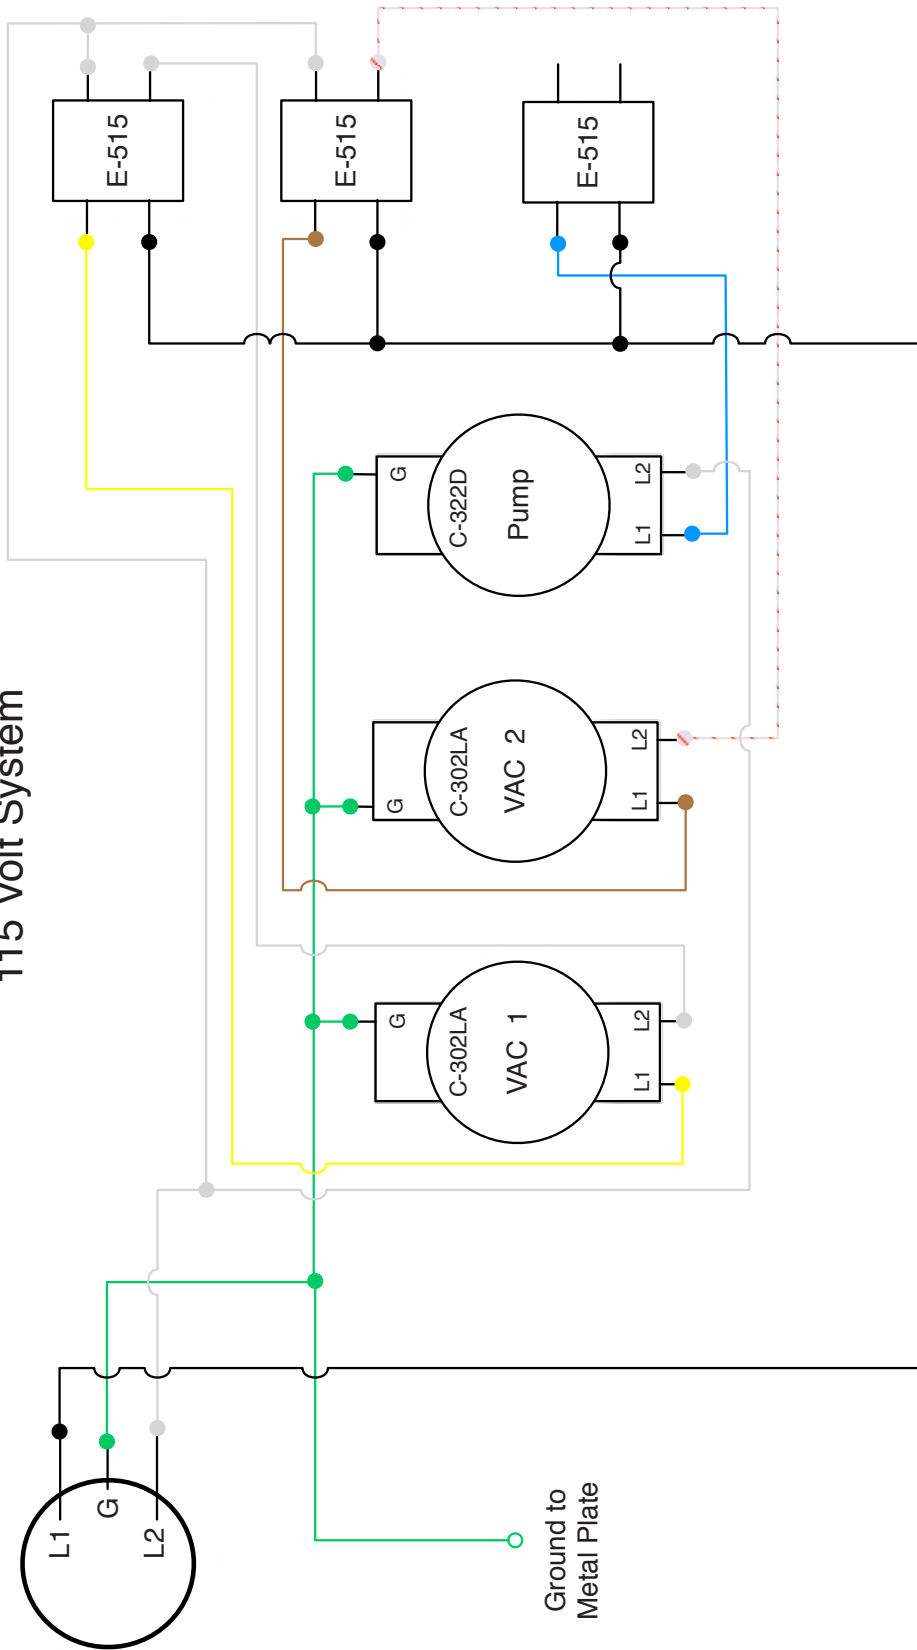 115 Volt System
E-515
E-515
E-515
G
C-322D
Pump
L2
L1
G
C-302LA
VAC 2
L2
L1
G
C-302LA
VAC 1
L2
L1
L1
G
L2
Ground to
Metal Plate